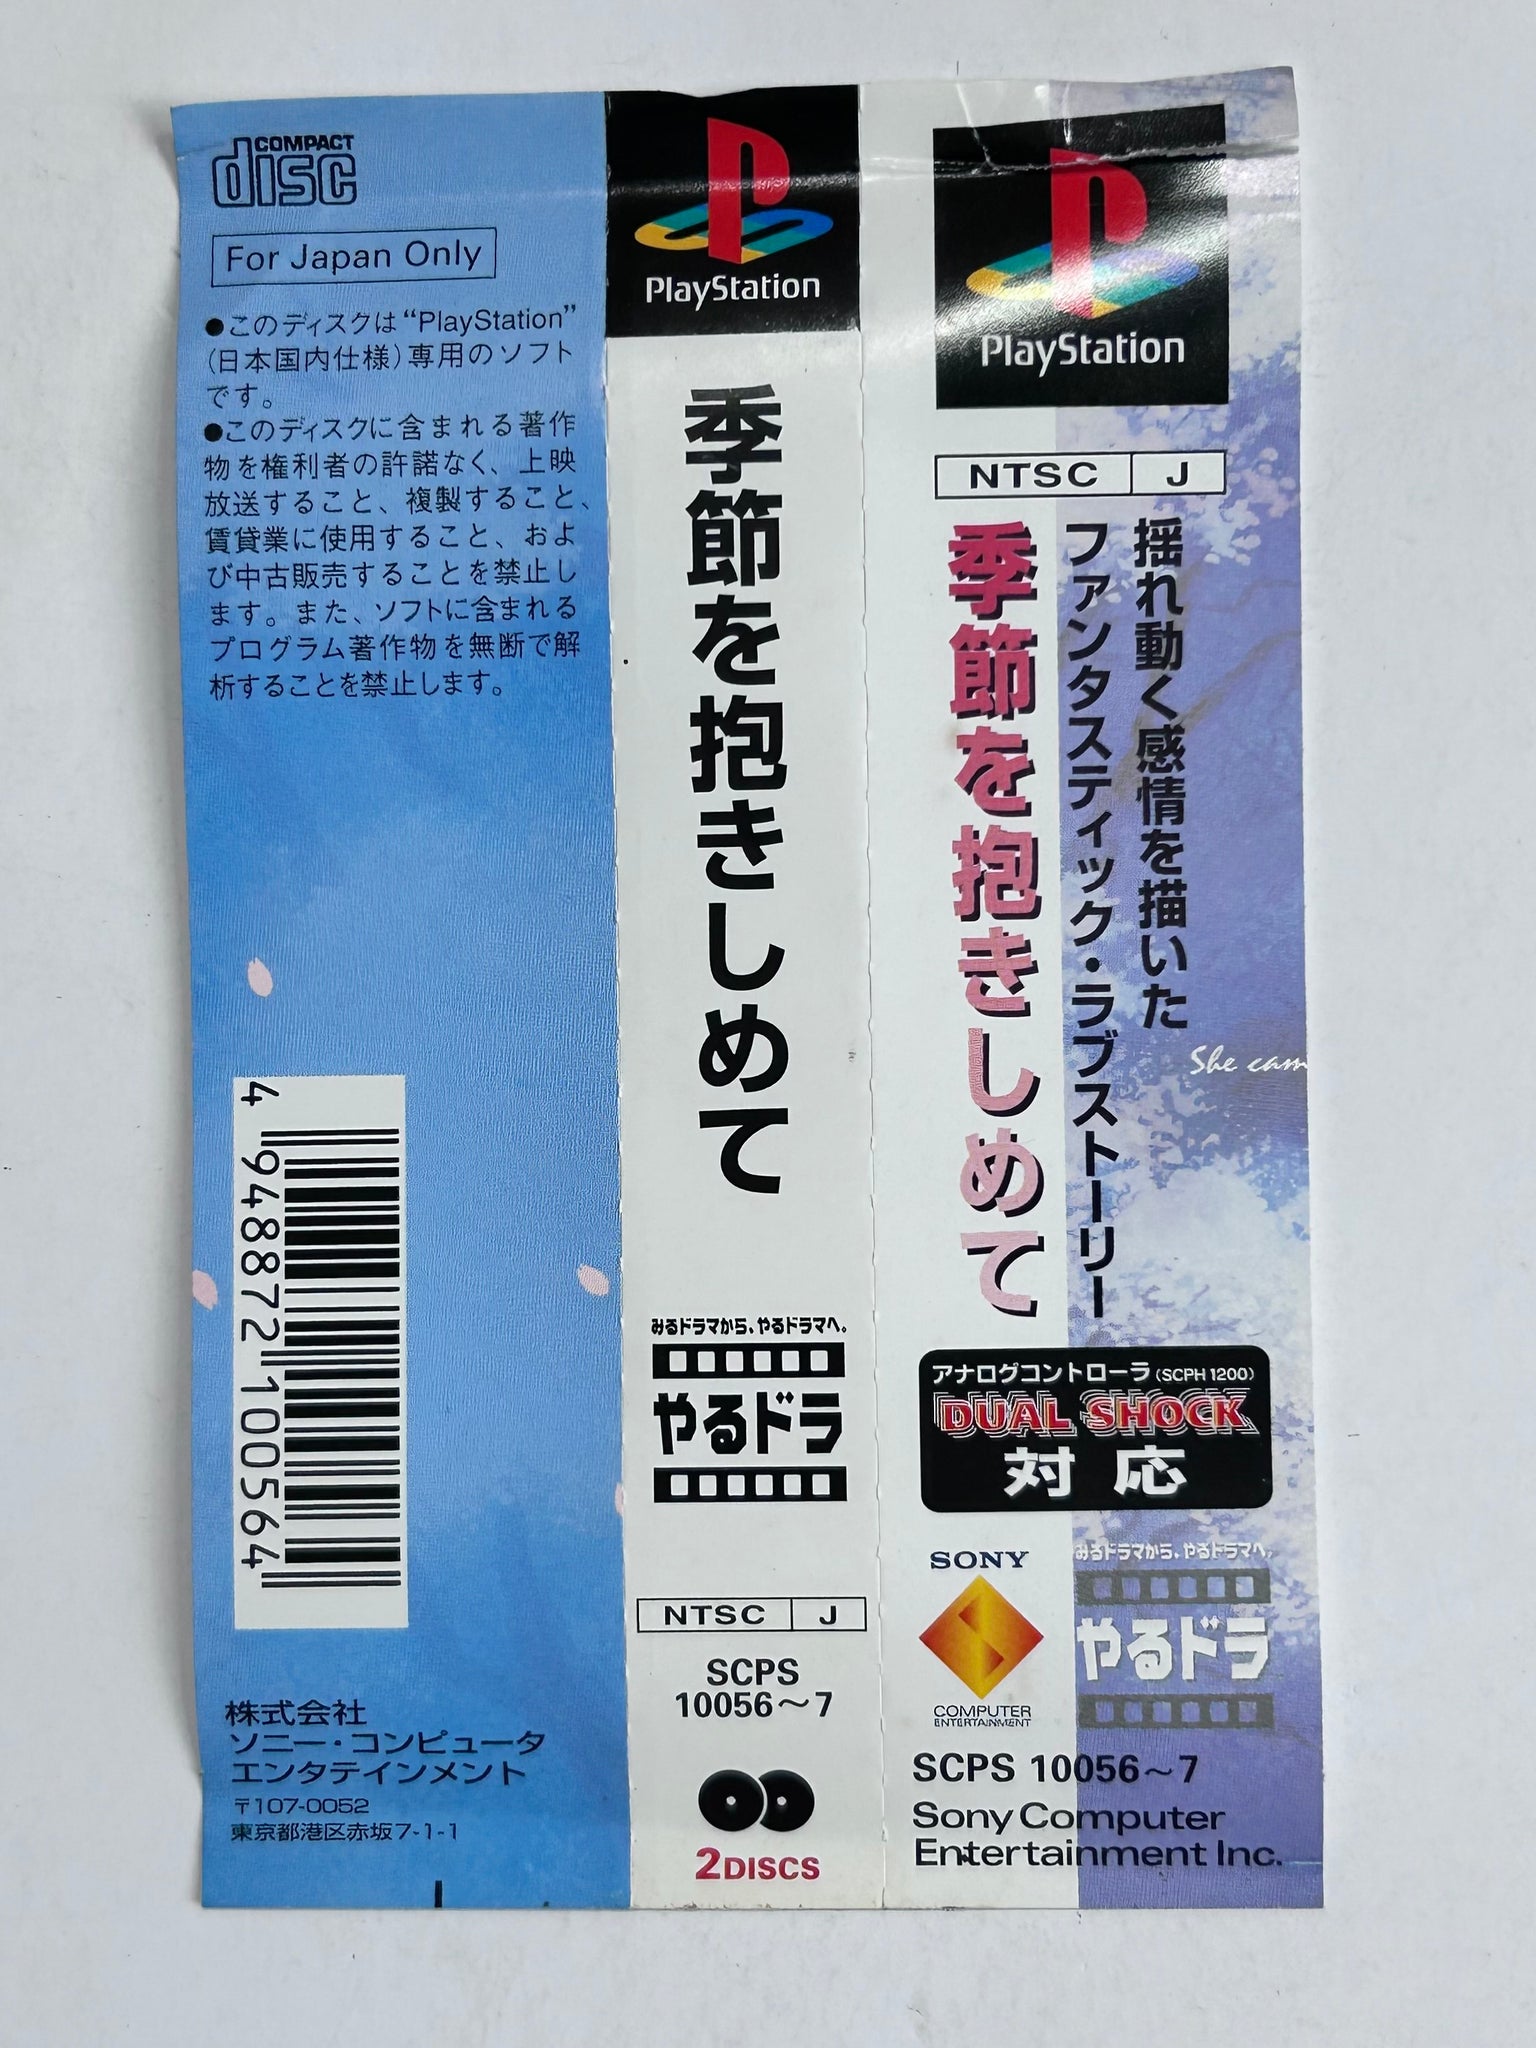 COMPACT
disc
For Japan Only
●このディスクは“PlayStation”
(日本国内仕様)専用のソフト
です。
●このディスクに含まれる著作
物を権利者の許諾なく、上映
放送すること、複製すること、
賃貸業に使用すること、およ
び中古販売することを禁止し
ます。また、ソフトに含まれる
プログラム著作物を無断で解
析することを禁止します。
4 948872 100564
株式会社
ソニー・コンピュータ
エンタテインメント
〒107-0052
東京都港区赤坂7-1-1
PlayStation
季節を抱きしめて
みるドラマから、やるドラマへ。
やるドラ
NTSC J
SCPS
10056～7
2DISCS
PlayStation
NTSC J
揺れ動く感情を描いた
ファンタスティック・ラブストーリー
季節を抱きしめて
She cam
アナログコントローラ(SCPH 1200)
DUAL SHOCK
対応
SONY
COMPUTER
ENTERTAINMENT
みるドラマから、やるドラマへ。
やるドラ
SCPS 10056～7
Sony Computer
Entertainment Inc.